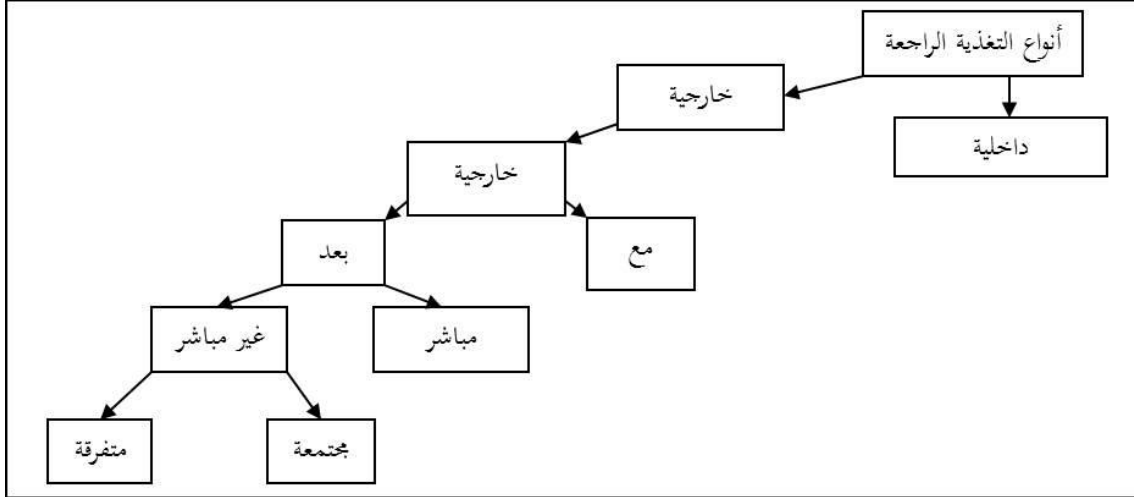 أنواع التغذية الراجعة
خارجية
داخلية
خارجية
بعد
مع
مباشر
غير مباشر
مجتمعة
متفرقة